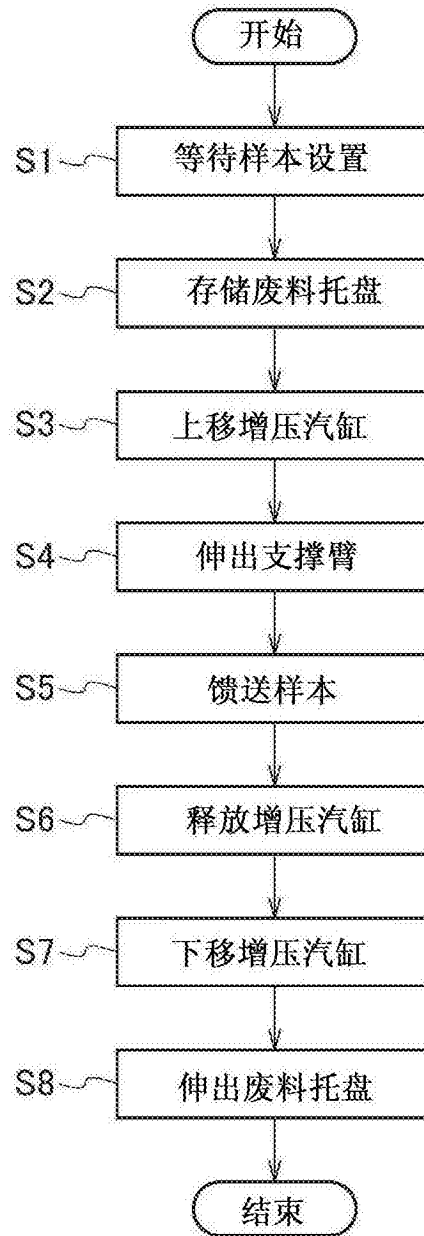 开始
S1 等待样本设置
S2 存储废料托盘
S3 上移增压汽缸
S4 伸出支撑臂
S5 馈送样本
S6 释放增压汽缸
S7 下移增压汽缸
S8 伸出废料托盘
结束